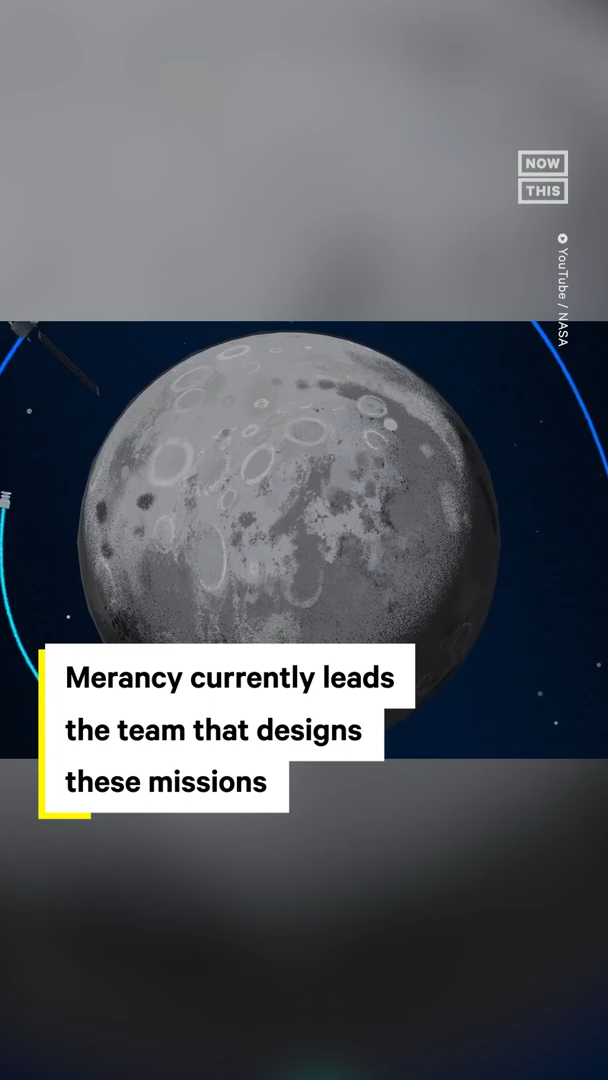 NOW
THIS
YouTube / NASA
Merancy currently leads
the team that designs
these missions